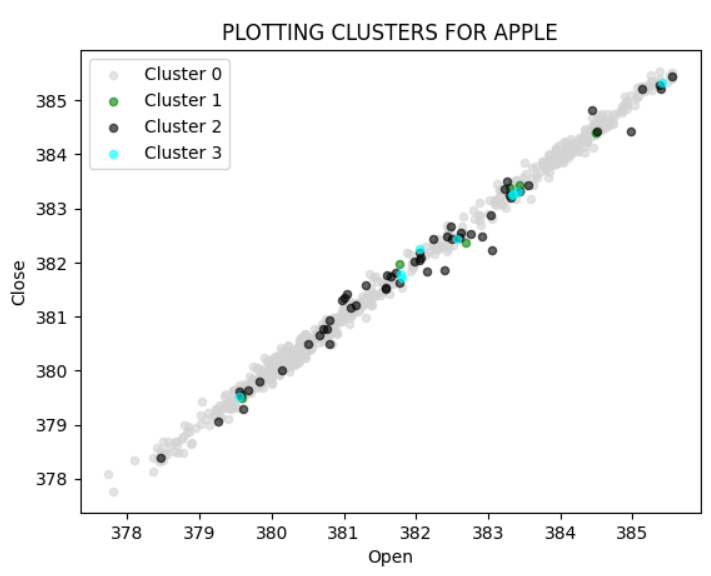 PLOTTING CLUSTERS FOR APPLE
Cluster 0
Cluster 1
Cluster 2
Cluster 3
385
384
383
382
381
380
379
378
Close
378 379 380 381 382 383 384 385
Open